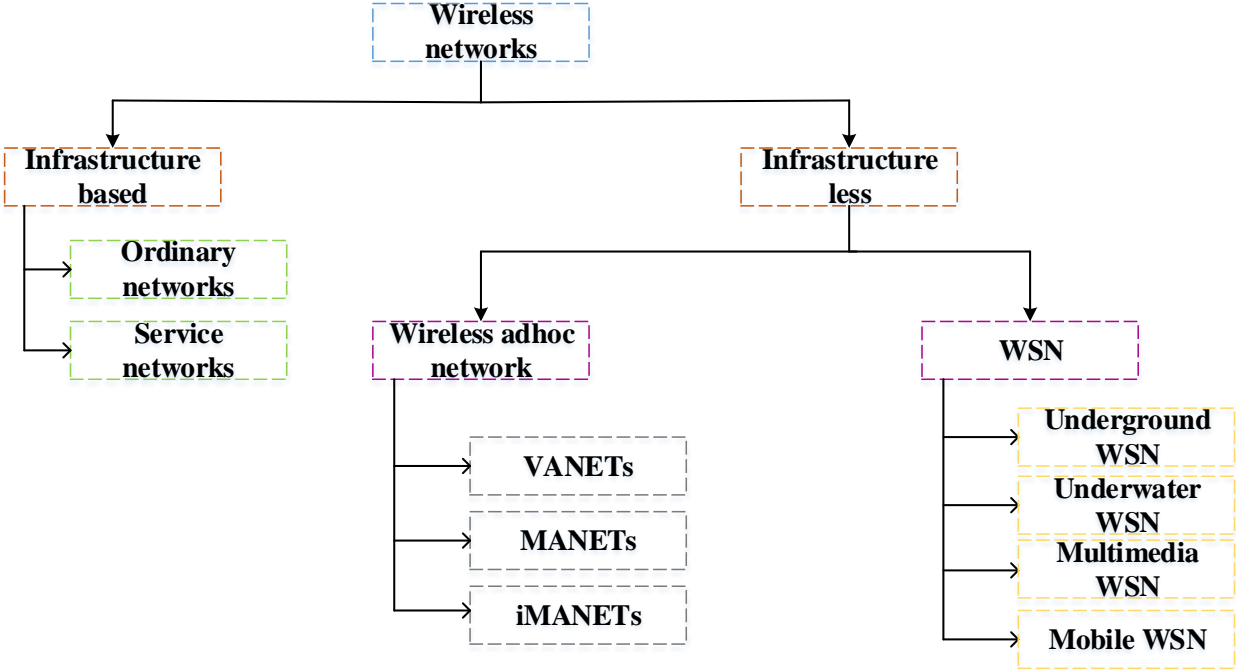 Wireless
networks
Infrastructure
based
Infrastructure
less
Ordinary
networks
Service
networks
Wireless adhoc
network
WSN
VANETs
MANETs
iMANETs
Underground
WSN
Underwater
WSN
Multimedia
WSN
Mobile WSN